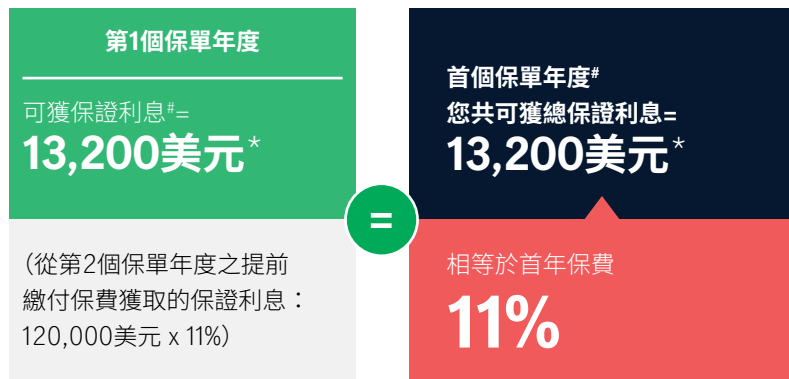 第1個保單年度
可獲保證利息#=
13,200美元*
(從第2個保單年度之提前
繳付保費獲取的保證利息：
120,000美元 x 11%)
=
首個保單年度#
您共可獲總保證利息=
13,200美元*
相等於首年保費
11%